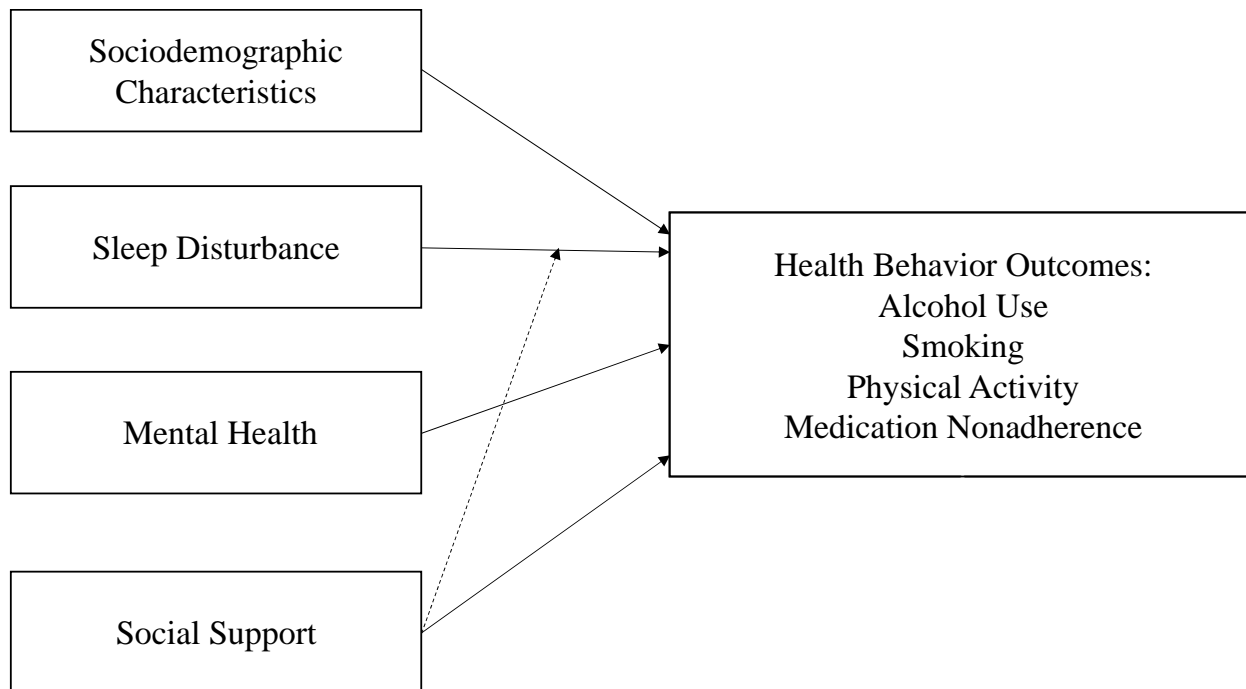 Sociodemographic
Characteristics
Sleep Disturbance
Mental Health
Social Support
Health Behavior Outcomes:
Alcohol Use
Smoking
Physical Activity
Medication Nonadherence